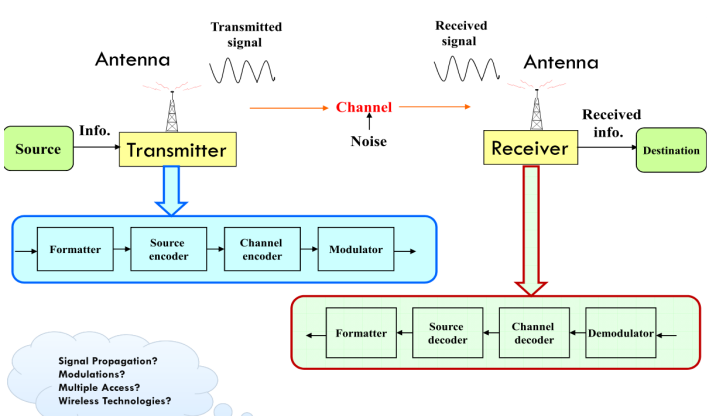 Transmitted
signal
Received
signal
Antenna
Antenna
Channel
Noise
Source
Info.
Transmitter
Receiver
Received
info.
Destination
Formatter
Source
encoder
Channel
encoder
Modulator
Formatter
Source
decoder
Channel
decoder
Demodulator
Signal Propagation?
Modulations?
Multiple Access?
Wireless Technologies?